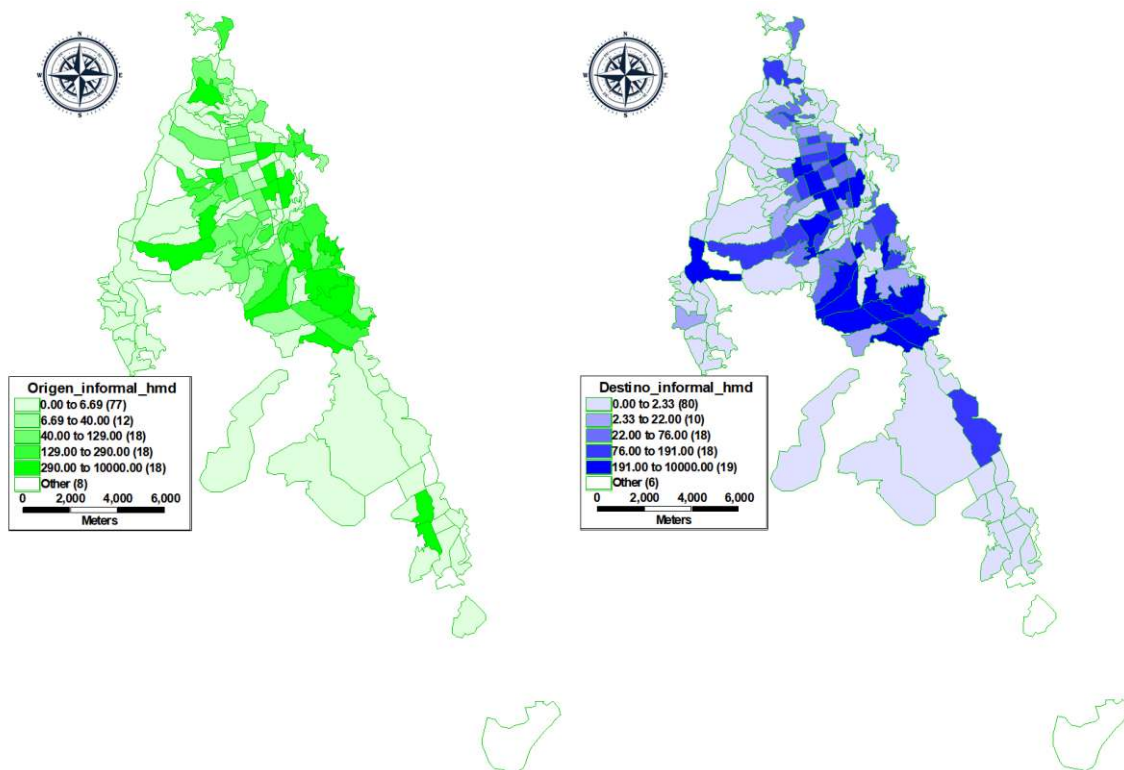 N
W
E
S
Origen_informal_hmd
0.00 to 6.69 (77)
6.69 to 40.00 (12)
40.00 to 129.00 (18)
129.00 to 290.00 (18)
290.00 to 10000.00 (18)
Other (8)
0 2,000 4,000 6,000
Meters
N
W
E
S
Destino_informal_hmd
0.00 to 2.33 (80)
2.33 to 22.00 (10)
22.00 to 76.00 (18)
76.00 to 191.00 (18)
191.00 to 10000.00 (19)
Other (6)
0 2,000 4,000 6,000
Meters